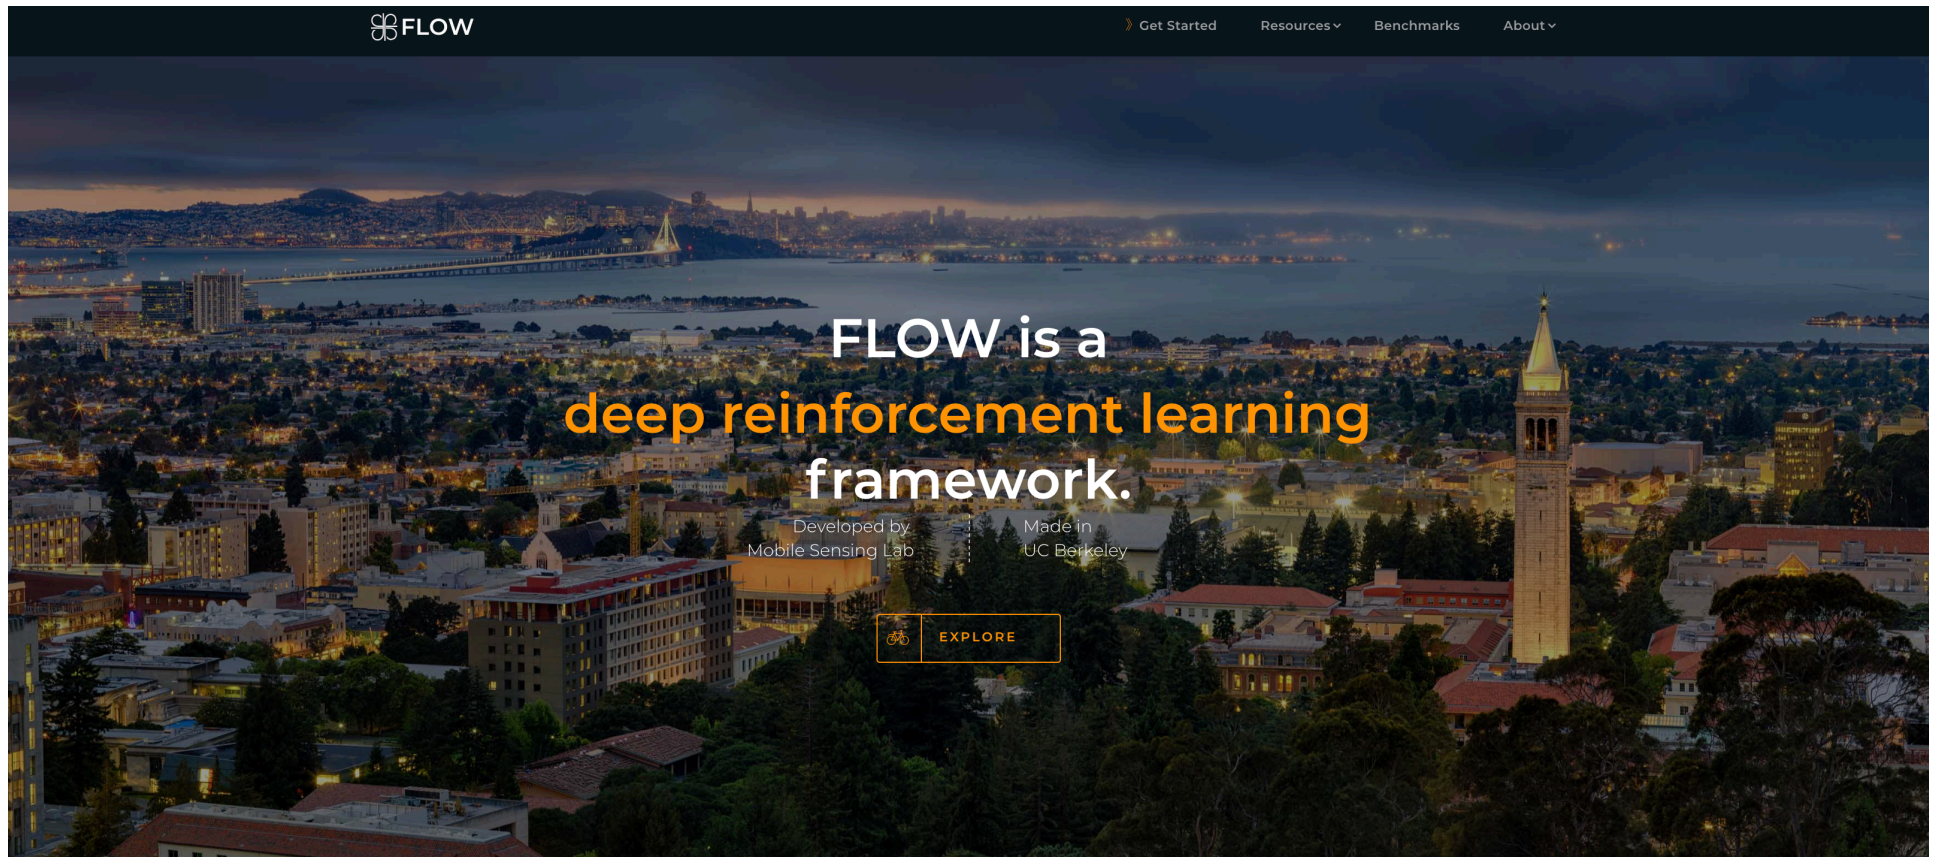 FLOW
Get Started
Resources
Benchmarks
About
FLOW is a
deep reinforcement learning
framework.
Developed by
Mobile Sensing Lab
Made in
UC Berkeley
EXPLORE